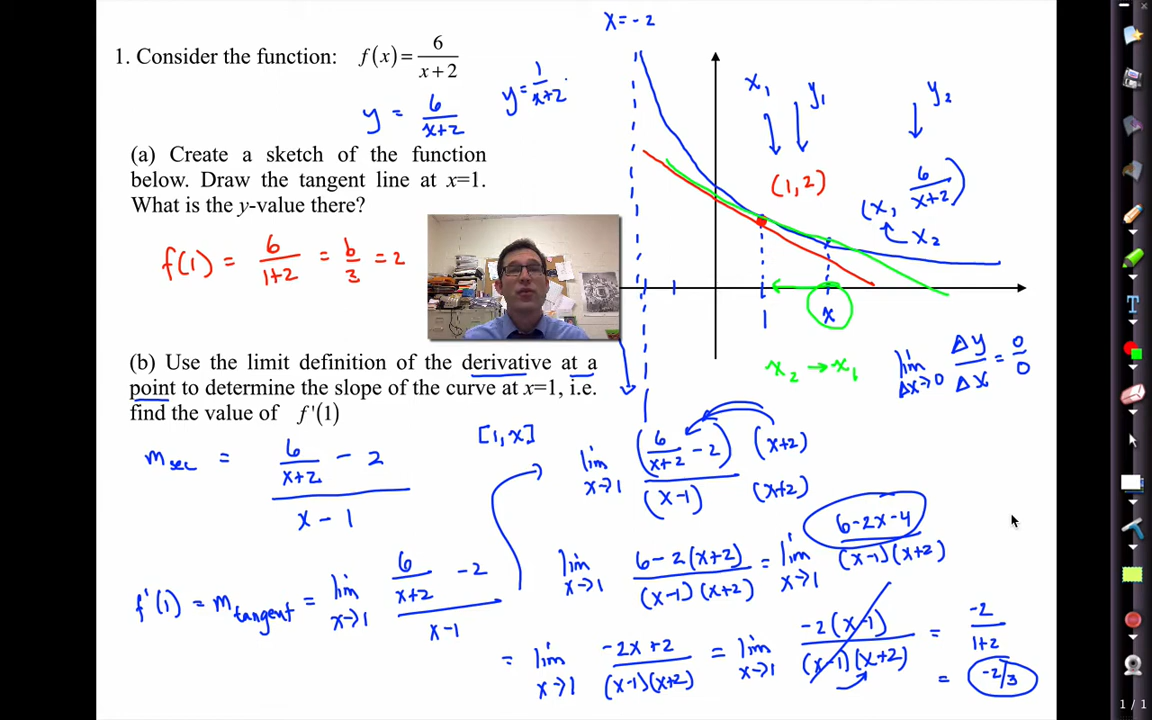 1. Consider the function: f(x) = 6/(x+2)
y = 6/(x+2) y = 1/(x+2)
(a) Create a sketch of the function
below. Draw the tangent line at x=1.
What is the y-value there?
f(1) = 6/(1+2) = 6/3 = 2
x = -2
x₁ y₁ y₂
(1,2)
(x, 6/(x+2))
x₂
1 x
x₂ → x₁
lim Δx→0 Δy/Δx = 0/0
(b) Use the limit definition of the derivative at a
point to determine the slope of the curve at x=1, i.e.
find the value of f'(1)
m sec = (6/(x+2) - 2)/(x - 1)
[1,x]
lim x→1 (6/(x+2) - 2)/(x-1) (x+2)/(x+2)
f'(1) = m tangent = lim x→1 (6/(x+2) - 2)/(x-1)
lim x→1 (6-2(x+2))/((x-1)(x+2)) = lim x→1 (6-2x-4)/((x-1)(x+2))
= lim x→1 (-2x+2)/((x-1)(x+2)) = lim x→1 (-2(x-1))/((x-1)(x+2)) = -2/(1+2)
= -2/3
T
1 / 1